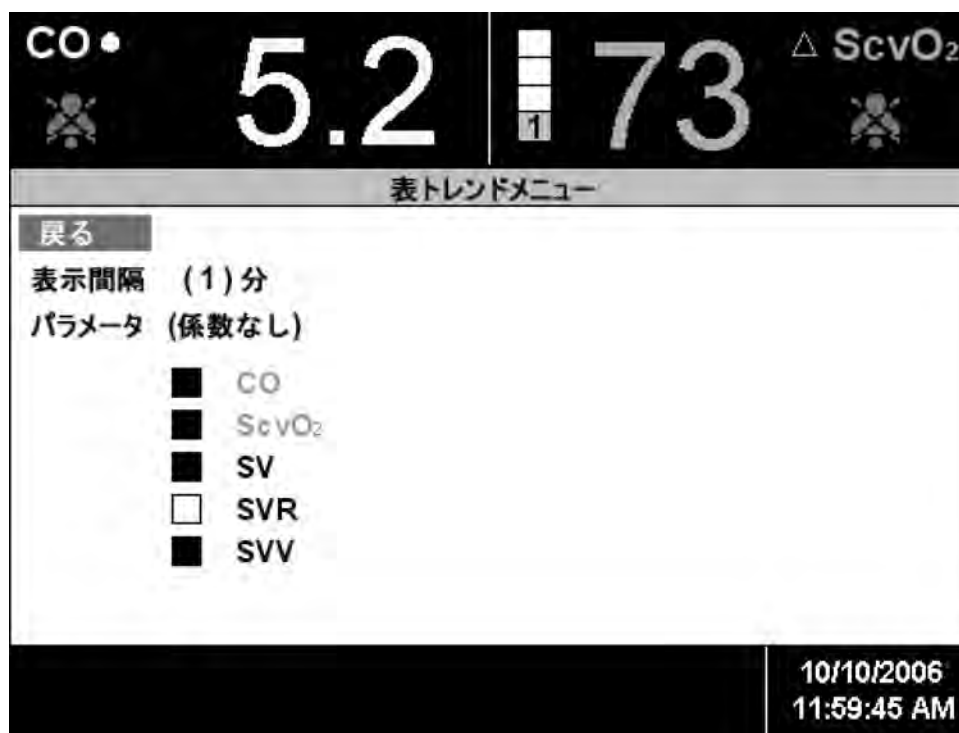 CO 5.2 1 73 △ ScvO₂
表トレンドメニュー
戻る
表示間隔 (1)分
パラメータ (係数なし)
CO
ScvO₂
SV
SVR
SVV
10/10/2006
11:59:45 AM